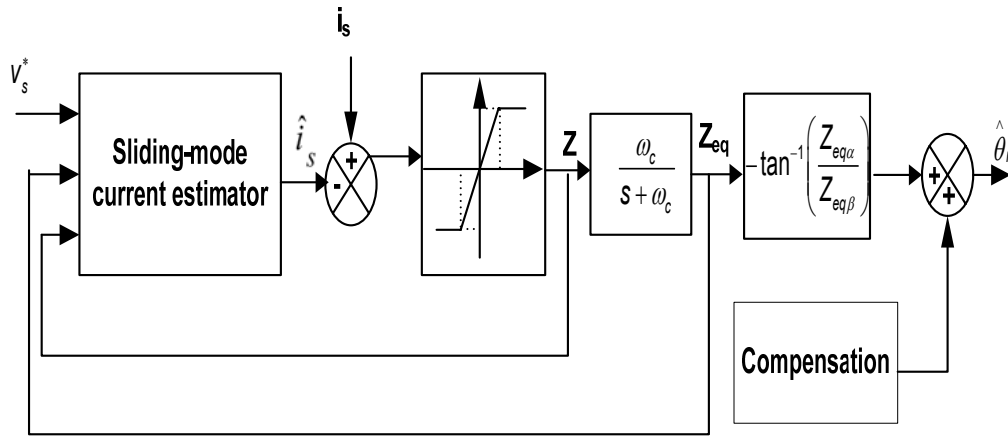 i_s
V_s^*
Sliding-mode
current estimator
î_s
+
-
Z
ω_c
s + ω_c
Z_eq
-tan⁻¹(Z_eqα / Z_eqβ)
+
+
θ̂
Compensation